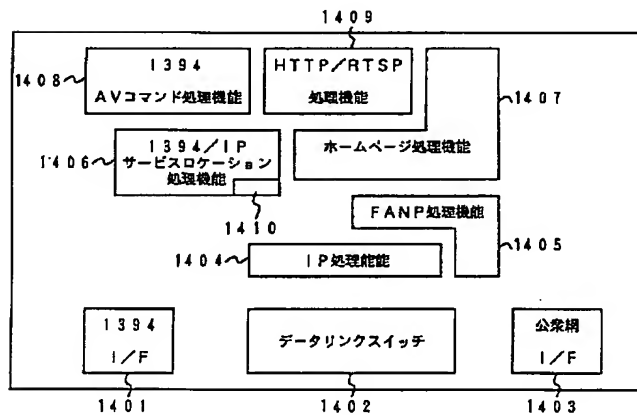 1409
1408
1394
AVコマンド処理機能
HTTP/RTSP
処理機能
1407
1406
1394/IP
サービスロケーション
処理機能
1410
ホームページ処理機能
FANP処理機能
1405
1404
IP処理能能
1394
I/F
データリンクスイッチ
公衆網
I/F
1401
1402
1403